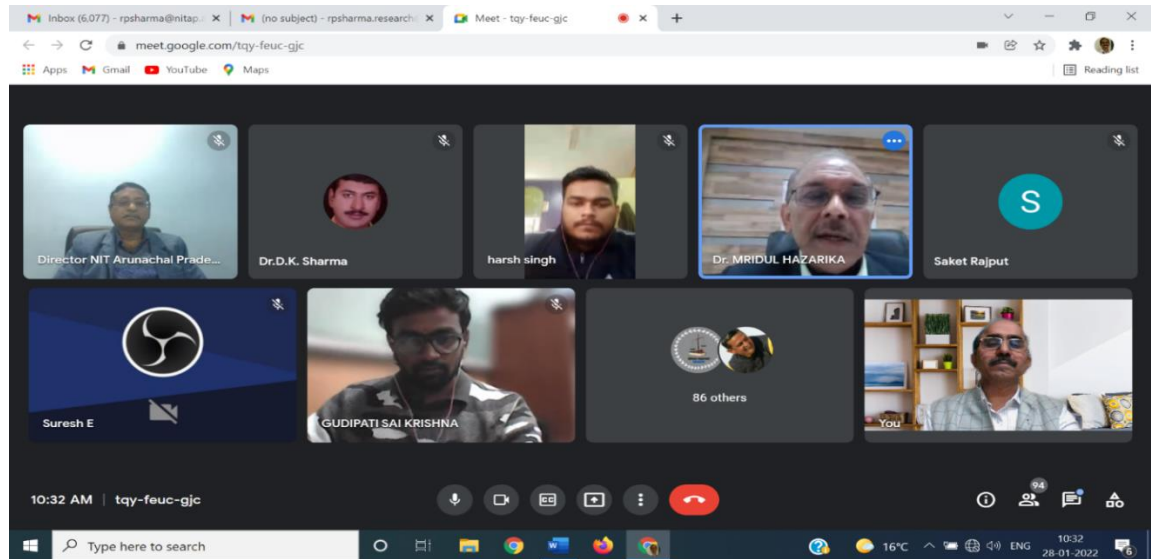 Inbox (6,077) - rpsharma@nitap.
(no subject) - rpsharma.research
Meet - tqy-feuc-gjc
meet.google.com/tqy-feuc-gjc
Apps Gmail YouTube Maps
Reading list
Director NIT Arunachal Prade...
Dr.D.K. Sharma
harsh singh
Dr. MRIDUL HAZARIKA
S
Saket Rajput
Suresh E
GUDIPATI SAI KRISHNA
86 others
You
10:32 AM | tqy-feuc-gjc
CC
94
Type here to search
16°C
ENG
10:32
28-01-2022
6